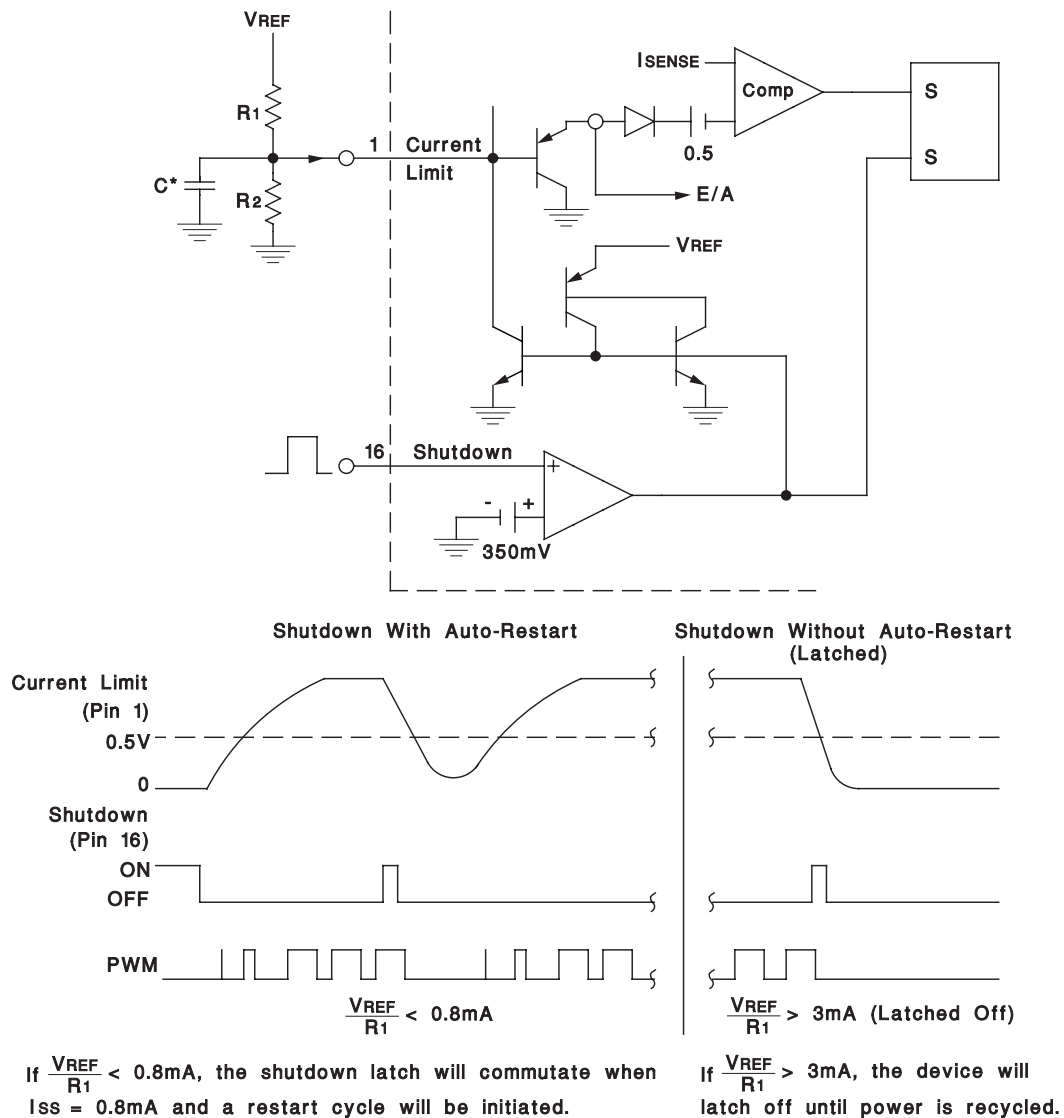 VREF
R1
C*
R2
1 Current
Limit
ISENSE
Comp
S
0.5
S
E/A
VREF
16 Shutdown
+
- +
350mV
Shutdown With Auto-Restart
Shutdown Without Auto-Restart
(Latched)
Current Limit
(Pin 1)
0.5V
0
Shutdown
(Pin 16)
ON
OFF
PWM
VREF
R1
< 0.8mA
VREF
R1
> 3mA (Latched Off)
If VREF/R1 < 0.8mA, the shutdown latch will commutate when
ISS = 0.8mA and a restart cycle will be initiated.
If VREF/R1 > 3mA, the device will
latch off until power is recycled.